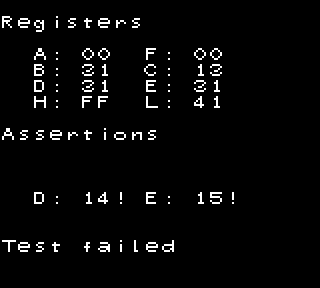 Registers
A: 00 F: 00
B: 31 C: 13
D: 31 E: 31
H: FF L: 41
Assertions
D: 14! E: 15!
Test failed